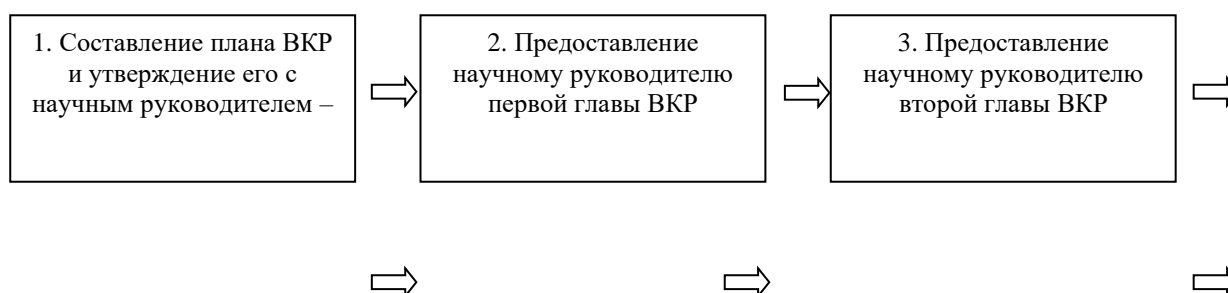 1. Составление плана ВКР
и утверждение его с
научным руководителем –
2. Предоставление
научному руководителю
первой главы ВКР
3. Предоставление
научному руководителю
второй главы ВКР